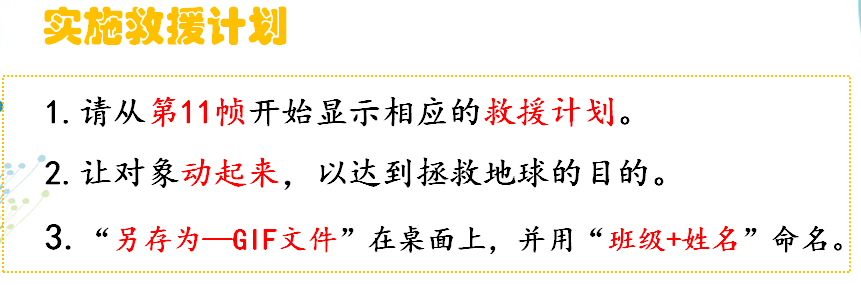 实施救援计划
1.请从第11帧开始显示相应的救援计划。
2.让对象动起来，以达到拯救地球的目的。
3.“另存为—GIF文件”在桌面上，并用“班级+姓名”命名。